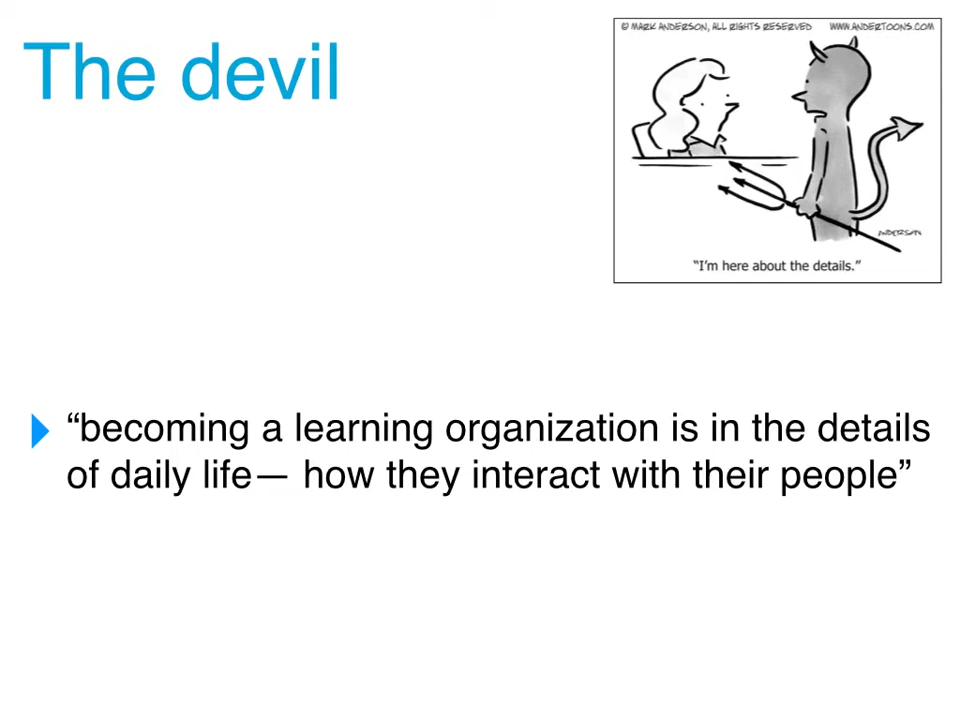 The devil
© MARK ANDERSON, ALL RIGHTS RESERVED WWW.ANDERTOONS.COM
ANDERSON
“I’m here about the details.”
“becoming a learning organization is in the details
of daily life— how they interact with their people”